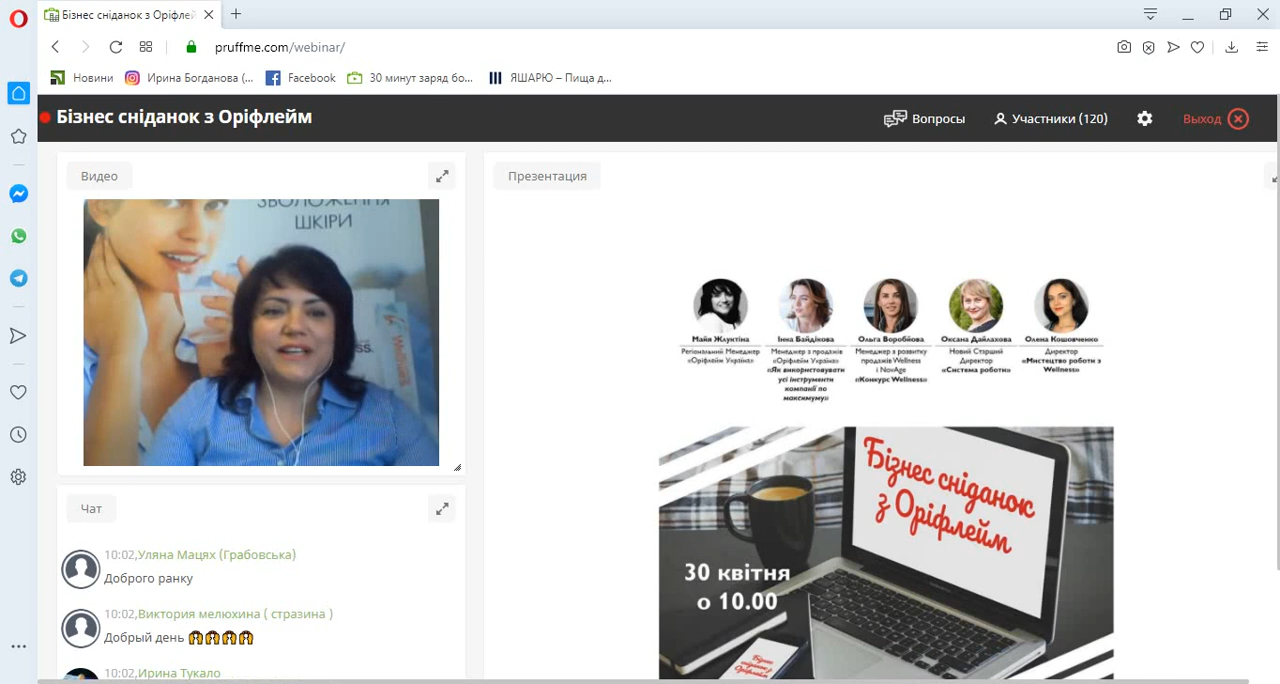 Бізнес сніданок з Оріфлей
pruffme.com/webinar/
Новини
Ирина Богданова (...
Facebook
30 минут заряд бо...
ЯШАРЮ – Пища д...
Бізнес сніданок з Оріфлейм
Вопросы
Участники (120)
Выход
Видео
ЗВОЛОЖЕННЯ
ШКІРИ
Презентация
Майя Жлуктіна
Регіональний Менеджер
«Оріфлейм Україна»
Інна Байдікова
Менеджер з продажів
«Оріфлейм Україна»
«Як використовувати
усі інструменти
компанії по
максимуму»
Ольга Воробйова
Менеджер з розвитку
продажів Wellness
і NovAge
«Конкурс Wellness»
Оксана Дайлахова
Новий Старший
Директор
«Система роботи»
Олена Кошовченко
Директор
«Мистецтво роботи з
Wellness»
Бізнес сніданок
з Оріфлейм
30 квітня
о 10.00
Бізнес
сніданок
з Оріфлейм
Чат
10:02,Уляна Мацях (Грабовська)
Доброго ранку
10:02,Виктория мелюхина ( стразина )
Добрый день
10:02,Ирина Тукало